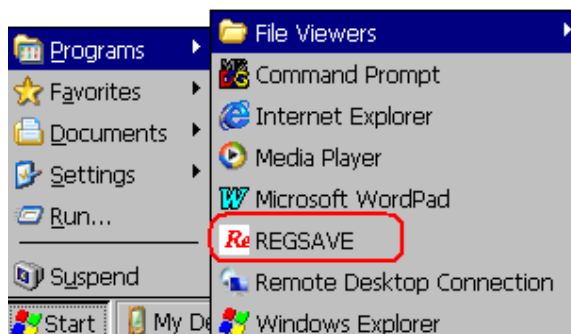 Programs
Favorites
Documents
Settings
Run...
Suspend
Start
My De
File Viewers
Command Prompt
Internet Explorer
Media Player
Microsoft WordPad
REGSAVE
Remote Desktop Connection
Windows Explorer